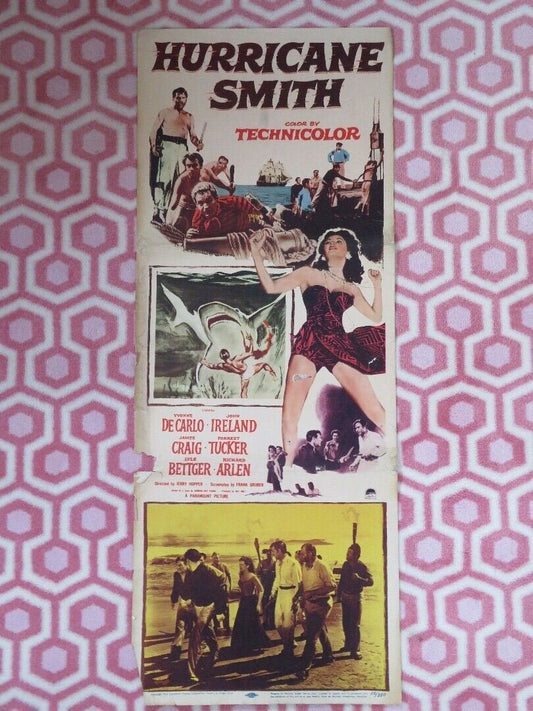 HURRICANE
SMITH
COLOR BY
TECHNICOLOR
YVONNE JOHN
DE CARLO · IRELAND
JAMES FORREST
CRAIG · TUCKER
LYLE RICHARD
BETTGER · ARLEN
Directed by JERRY HOPPER · Screenplay by FRANK GRUBER
A PARAMOUNT PICTURE